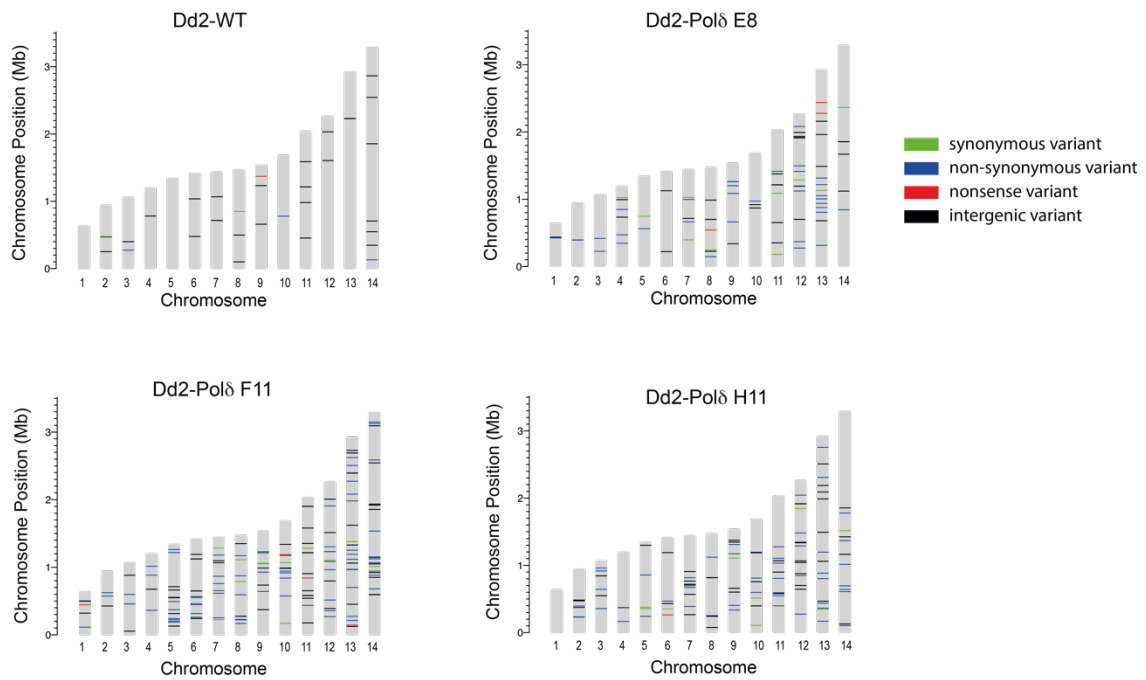 Dd2-WT
Chromosome Position (Mb)
3
2
1
0
1 2 3 4 5 6 7 8 9 10 11 12 13 14
Chromosome
Dd2-Polδ E8
Chromosome Position (Mb)
3
2
1
0
1 2 3 4 5 6 7 8 9 10 11 12 13 14
Chromosome
synonymous variant
non-synonymous variant
nonsense variant
intergenic variant
Dd2-Polδ F11
Chromosome Position (Mb)
3
2
1
0
1 2 3 4 5 6 7 8 9 10 11 12 13 14
Chromosome
Dd2-Polδ H11
Chromosome Position (Mb)
3
2
1
0
1 2 3 4 5 6 7 8 9 10 11 12 13 14
Chromosome